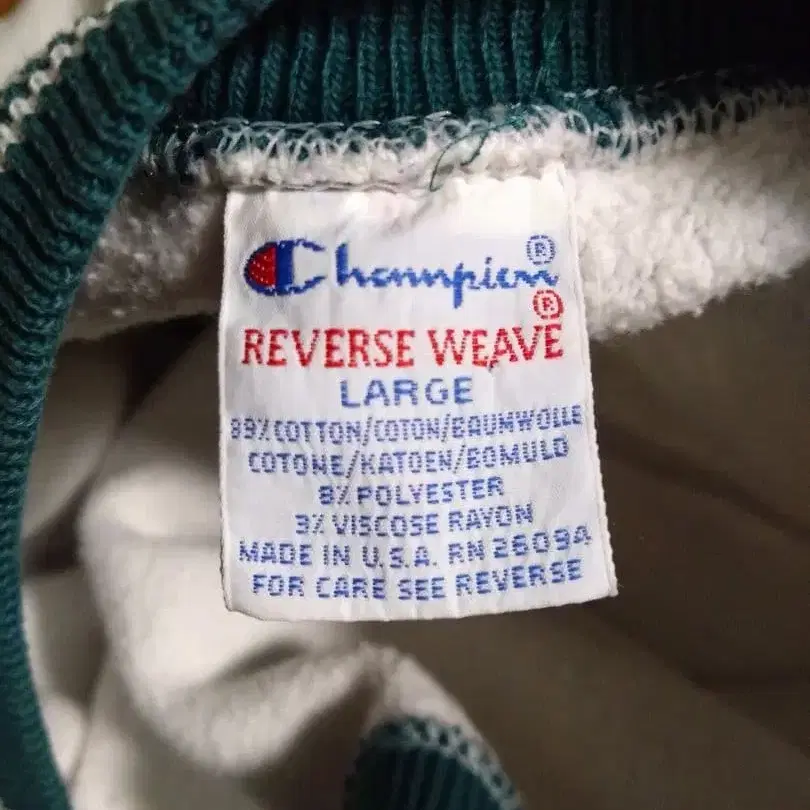 Champion®
®
REVERSE WEAVE
LARGE
89% COTTON/COTON/BAUMWOLLE
COTONE/KATOEN/BOMULD
8% POLYESTER
3% VISCOSE RAYON
MADE IN U.S.A. RN 26094
FOR CARE SEE REVERSE